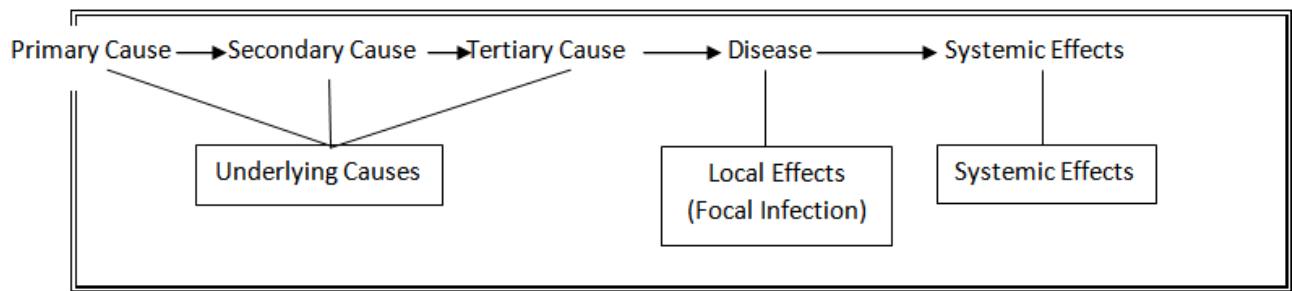 Primary Cause Secondary Cause Tertiary Cause Disease Systemic Effects
Underlying Causes
Local Effects
(Focal Infection)
Systemic Effects